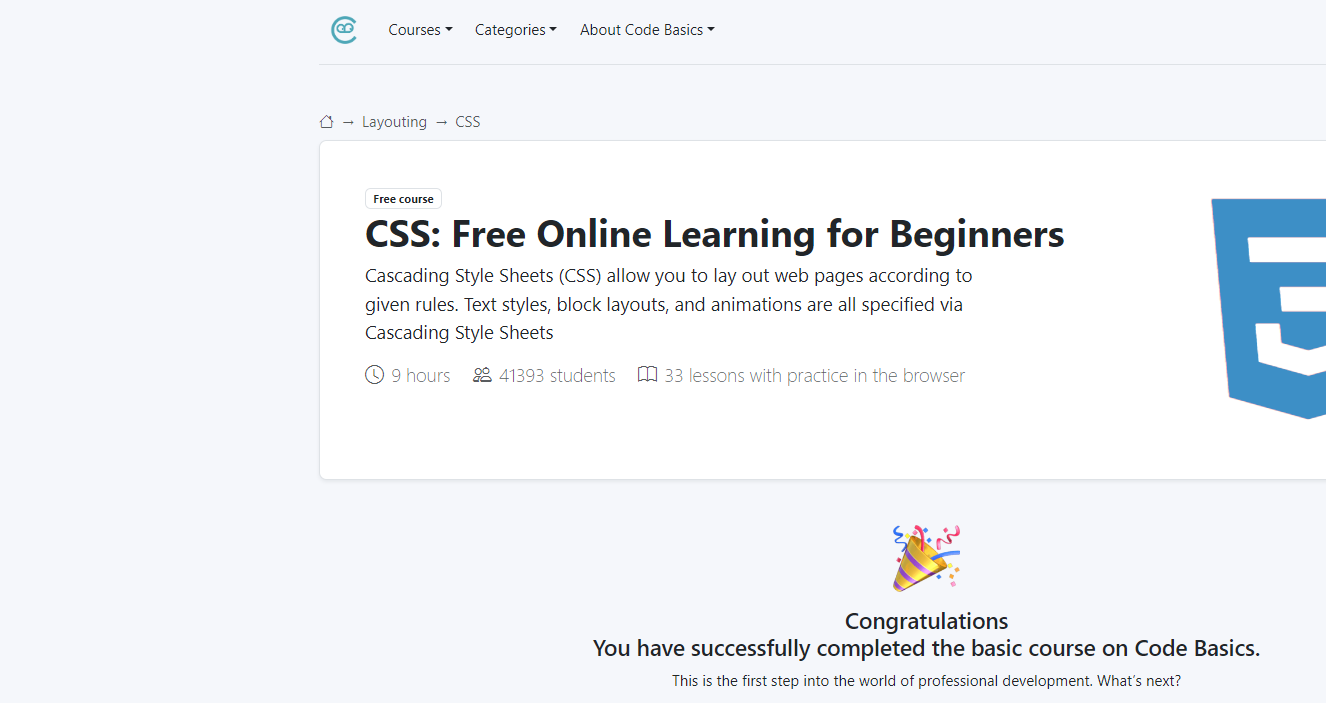 Courses Categories About Code Basics
→ Layouting → CSS
Free course
CSS: Free Online Learning for Beginners
Cascading Style Sheets (CSS) allow you to lay out web pages according to
given rules. Text styles, block layouts, and animations are all specified via
Cascading Style Sheets
9 hours 41393 students 33 lessons with practice in the browser
Congratulations
You have successfully completed the basic course on Code Basics.
This is the first step into the world of professional development. What's next?